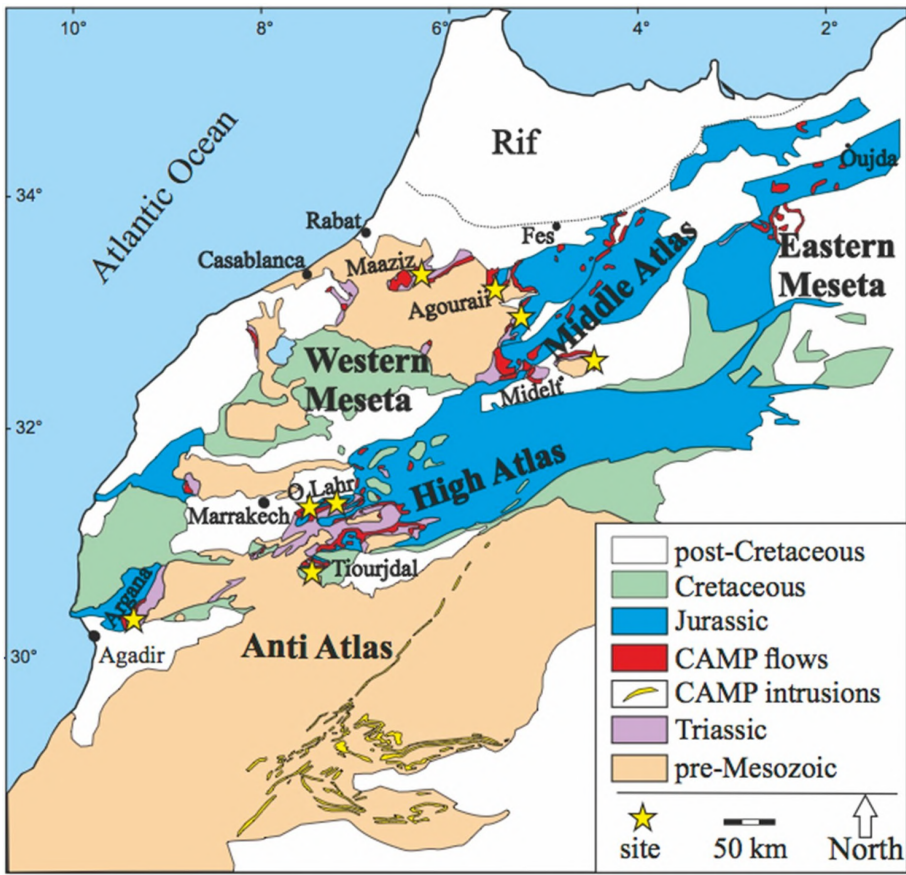 10°
8°
6°
4°
2°
34°
32°
30°
Atlantic Ocean
Rif
Oujda
Rabat
Fes
Casablanca
Maaziz
Eastern
Meseta
Agouraii
Middle Atlas
Western
Meseta
Midelt
High Atlas
O.Lahr
Marrakech
Tiourjdal
Argana
Anti Atlas
Agadir
post-Cretaceous
Cretaceous
Jurassic
CAMP flows
CAMP intrusions
Triassic
pre-Mesozoic
site
50 km
North